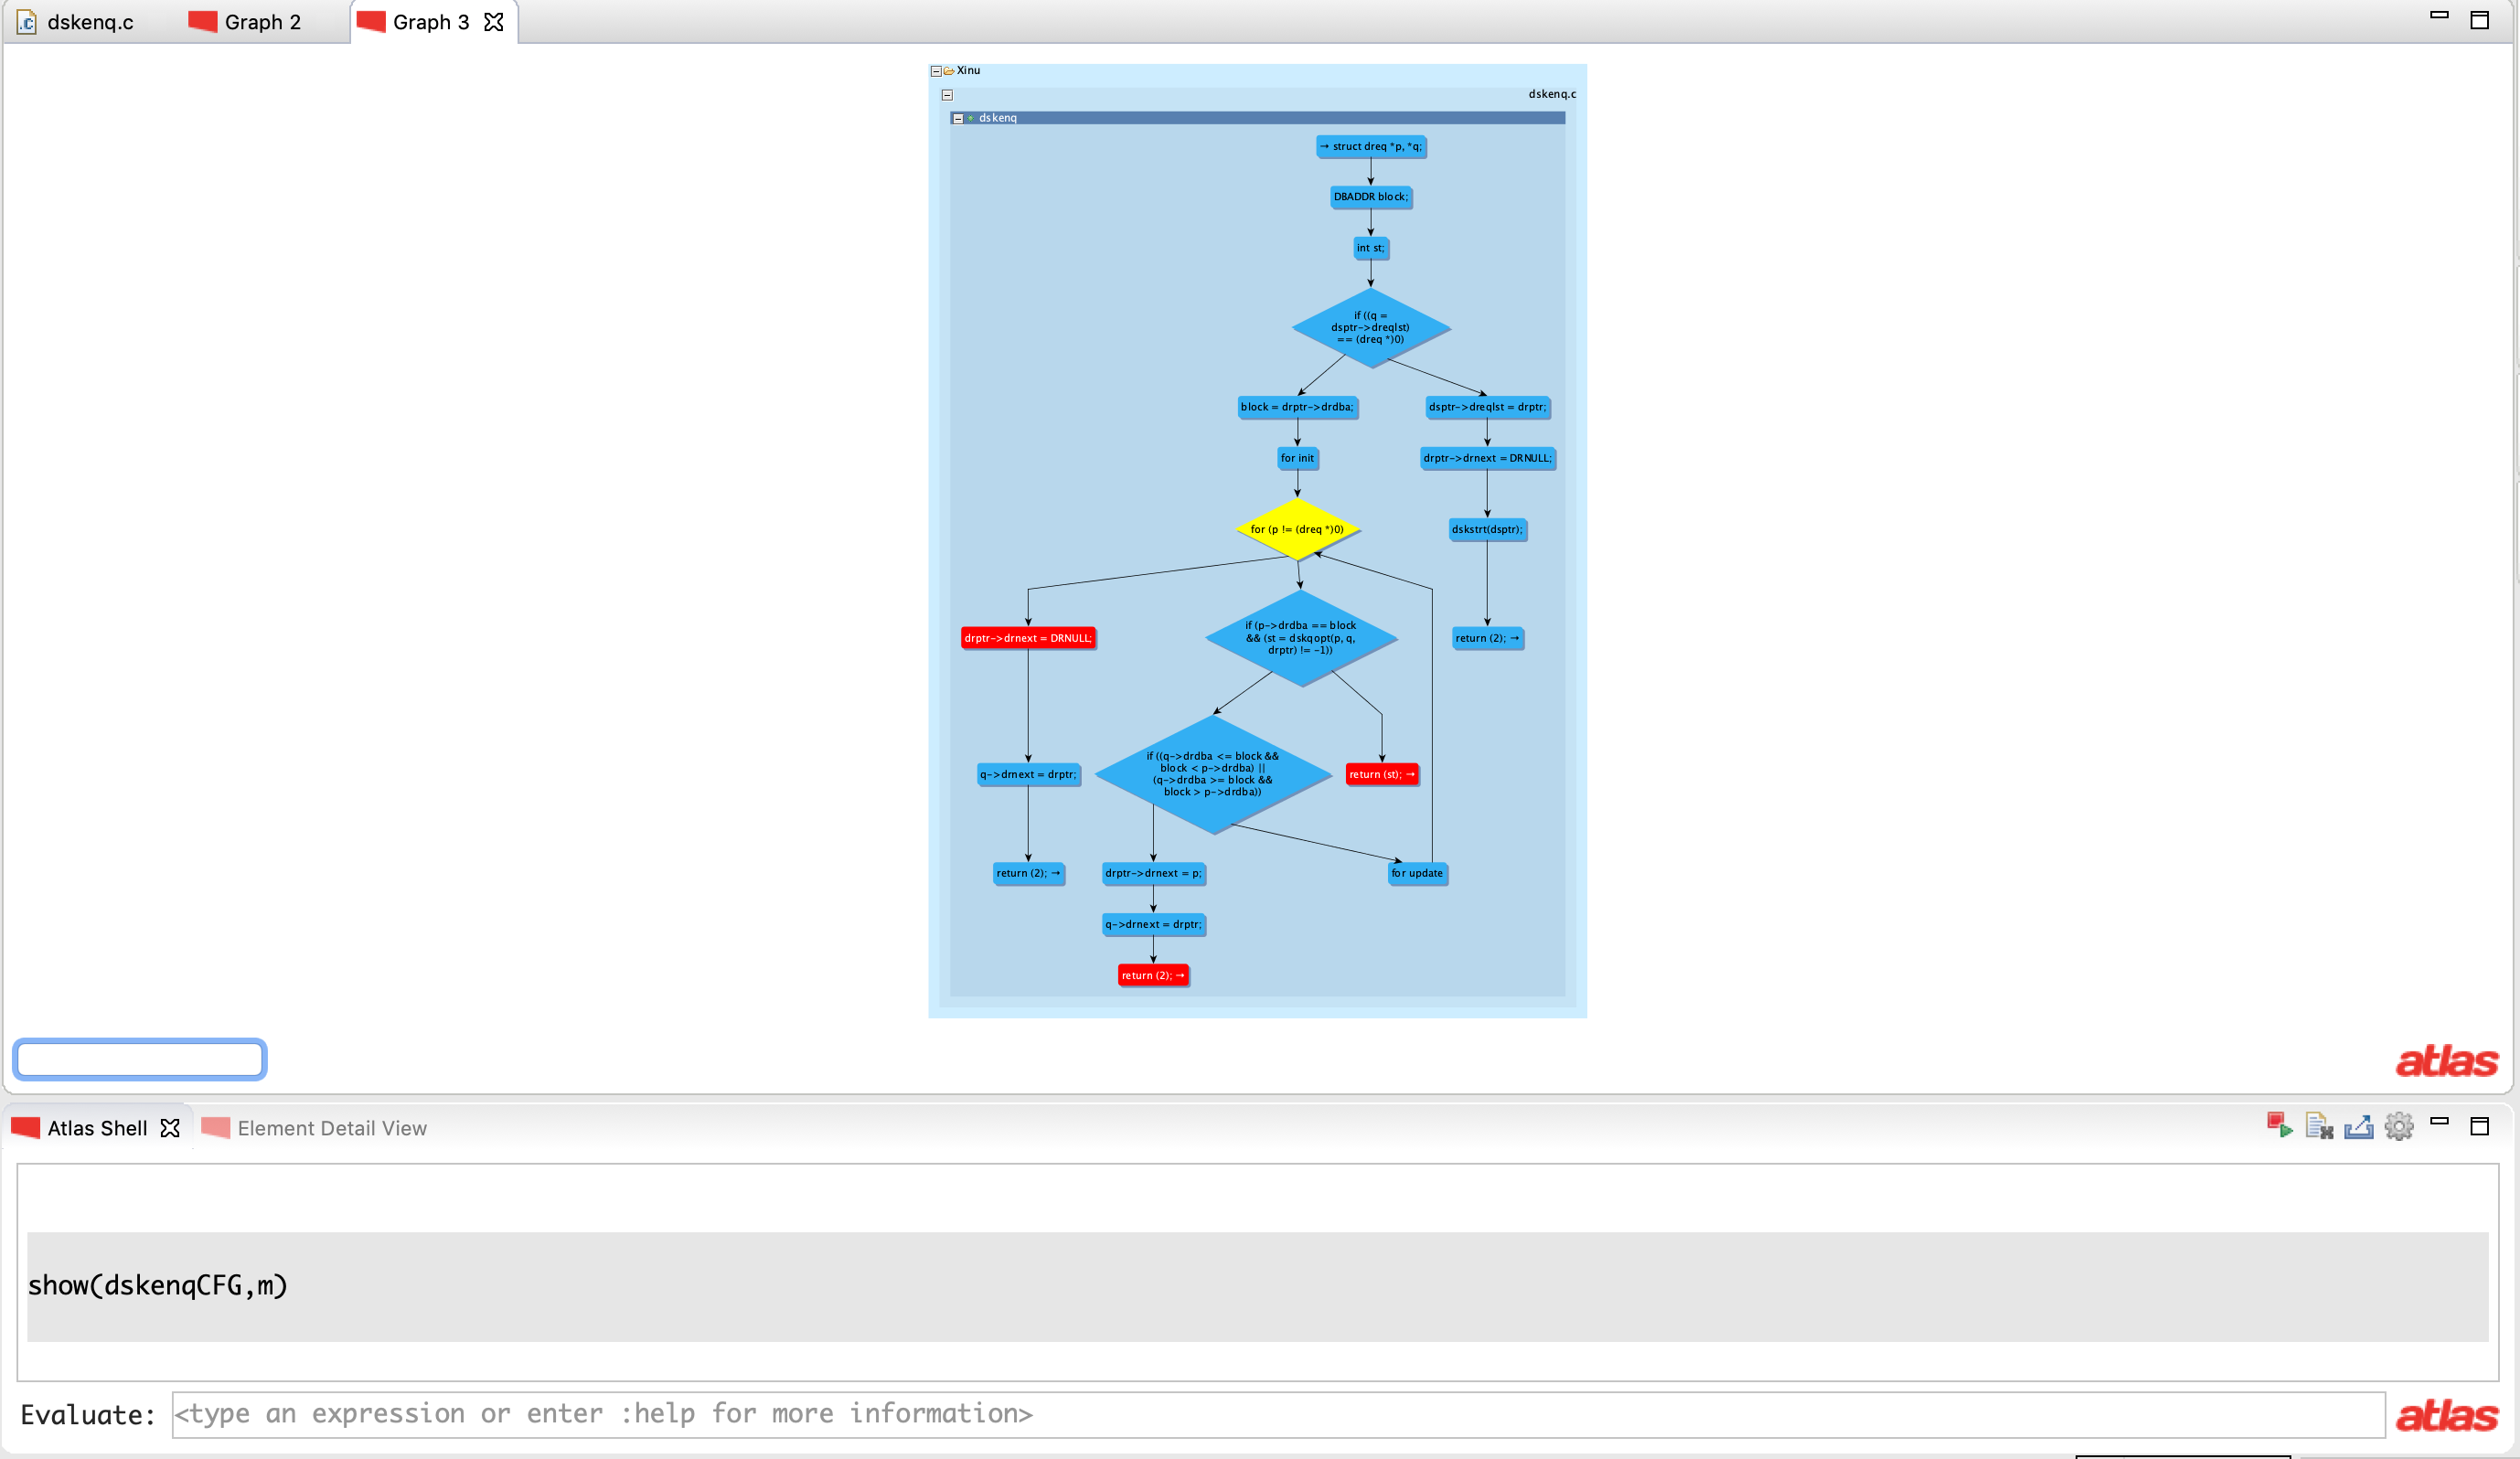 dskenq.c
Graph 2
Graph 3
Xinu
dskenq.c
dskenq
→ struct dreq *p, *q;
DBADDR block;
int st;
if ((q =
dsptr->dreqlst)
== (dreq *)0)
block = drptr->drdba;
dsptr->dreqlst = drptr;
for init
drptr->drnext = DRNULL;
for (p != (dreq *)0)
dskstrt(dsptr);
drptr->drnext = DRNULL;
if (p->drdba == block
&& (st = dskqopt(p, q,
drptr) != -1))
return (2); →
q->drnext = drptr;
if ((q->drdba <= block &&
block < p->drdba) ||
(q->drdba >= block &&
block > p->drdba))
return (st); →
return (2); →
drptr->drnext = p;
for update
q->drnext = drptr;
return (2); →
atlas
Atlas Shell
Element Detail View
show(dskenqCFG,m)
Evaluate:
<type an expression or enter :help for more information>
atlas